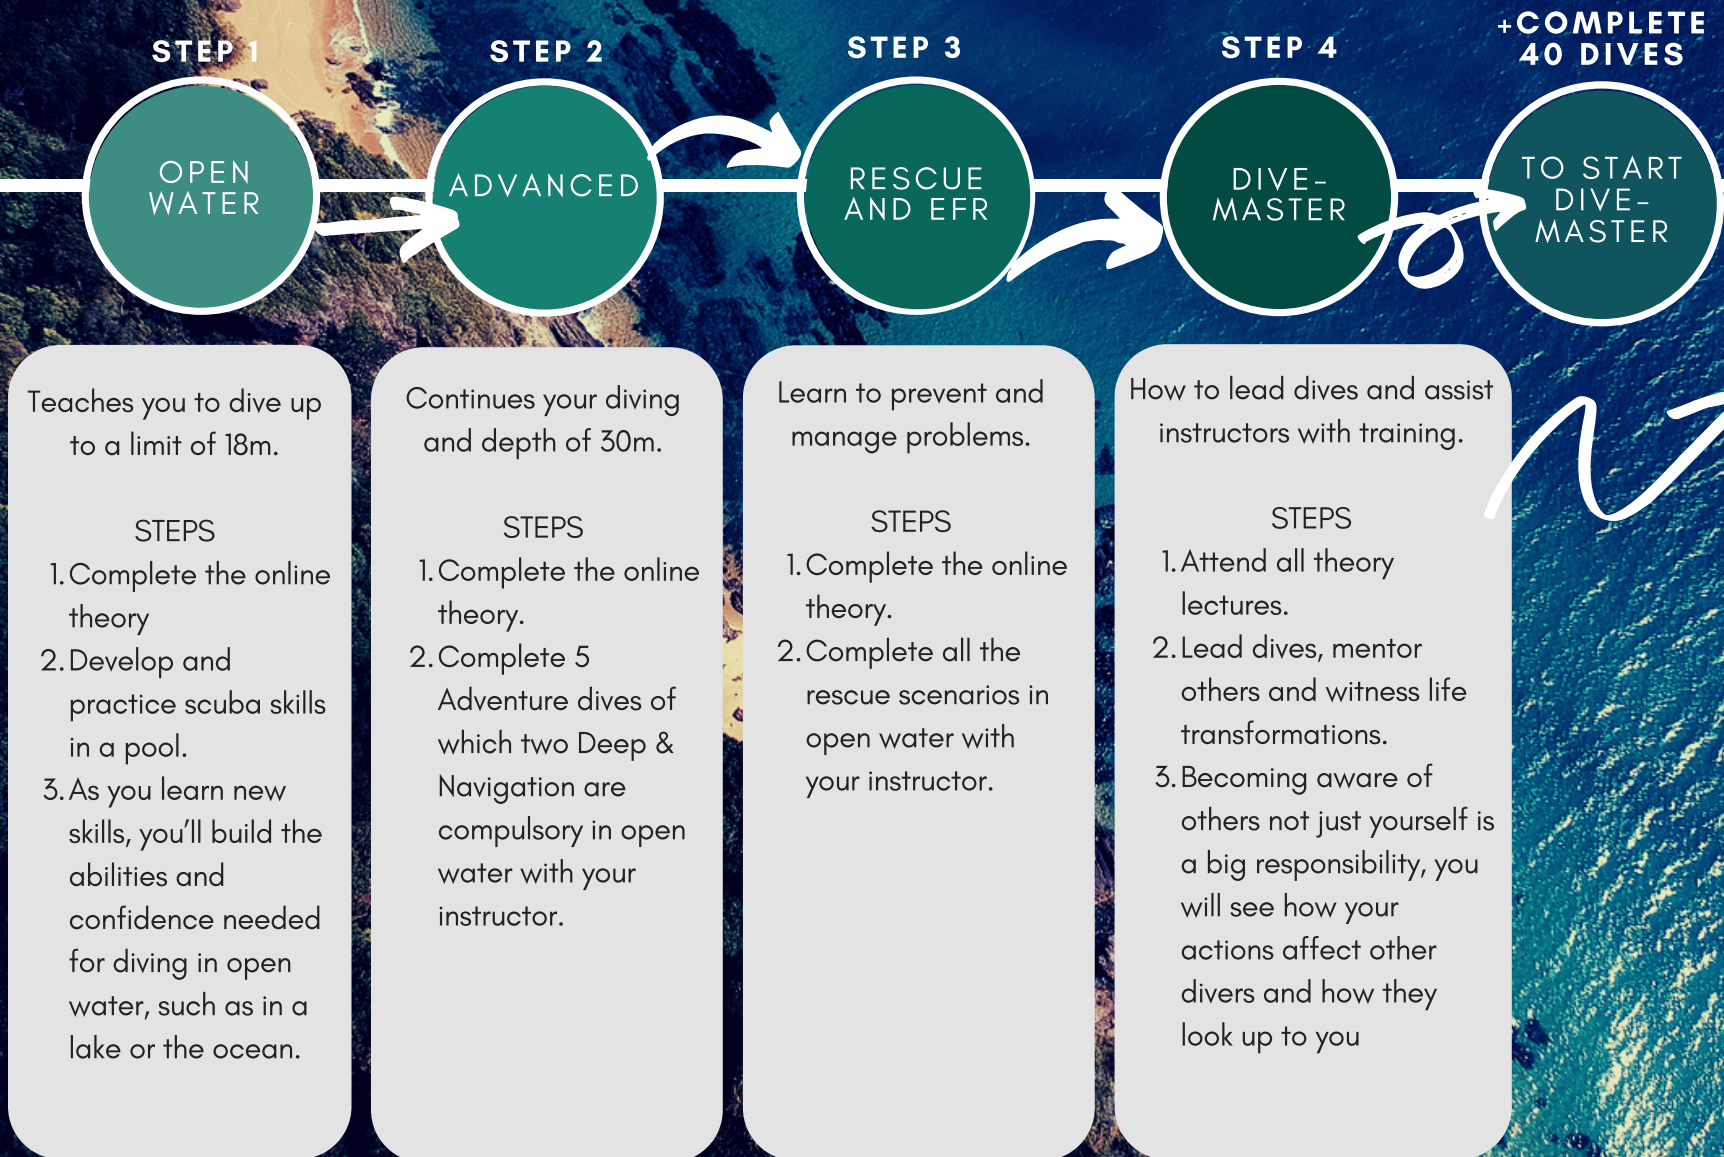 STEP 1
OPEN
WATER
STEP 2
ADVANCED
STEP 3
RESCUE
AND EFR
STEP 4
DIVE-
MASTER
+COMPLETE
40 DIVES
TO START
DIVE-
MASTER
Teaches you to dive up
to a limit of 18m.
STEPS
1. Complete the online
theory
2. Develop and
practice scuba skills
in a pool.
3. As you learn new
skills, you’ll build the
abilities and
confidence needed
for diving in open
water, such as in a
lake or the ocean.
Continues your diving
and depth of 30m.
STEPS
1. Complete the online
theory.
2. Complete 5
Adventure dives of
which two Deep &
Navigation are
compulsory in open
water with your
instructor.
Learn to prevent and
manage problems.
STEPS
1. Complete the online
theory.
2. Complete all the
rescue scenarios in
open water with
your instructor.
How to lead dives and assist
instructors with training.
STEPS
1. Attend all theory
lectures.
2. Lead dives, mentor
others and witness life
transformations.
3. Becoming aware of
others not just yourself is
a big responsibility, you
will see how your
actions affect other
divers and how they
look up to you